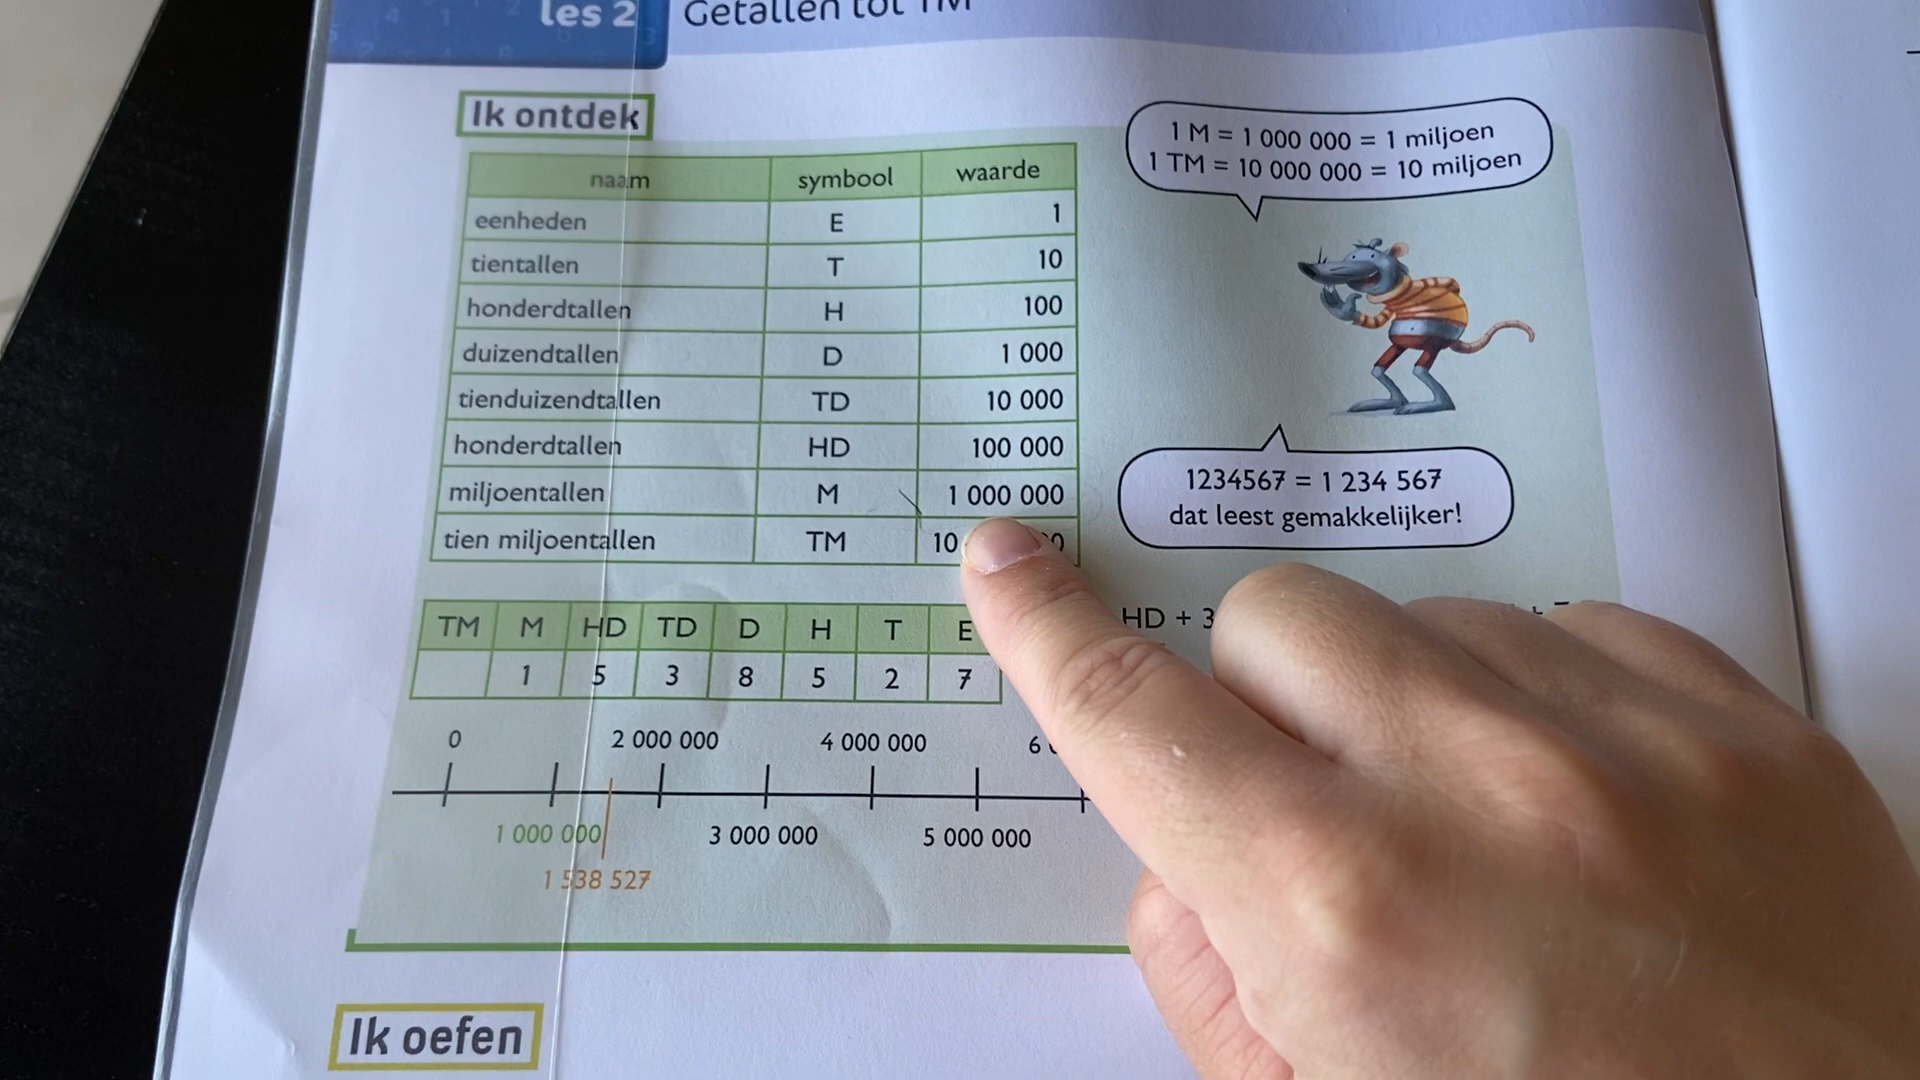 les 2
Getallen tot TM
Ik ontdek
naam symbool waarde
eenheden E 1
tientallen T 10
honderdtallen H 100
duizendtallen D 1 000
tienduizendtallen TD 10 000
honderdtallen HD 100 000
miljoentallen M 1 000 000
tien miljoentallen TM 10
1 M = 1 000 000 = 1 miljoen
1 TM = 10 000 000 = 10 miljoen
1234567 = 1 234 567
dat leest gemakkelijker!
HD + 3
TM M HD TD D H T E
1 5 3 8 5 2 7
0 2 000 000 4 000 000 6
1 000 000 3 000 000 5 000 000
1 538 527
Ik oefen